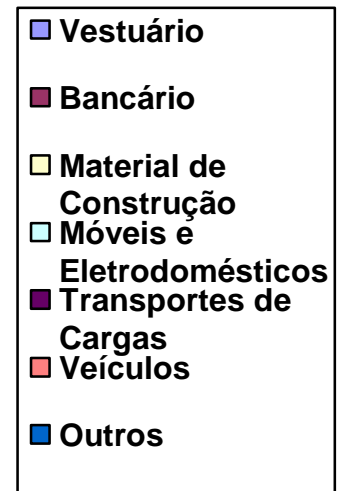 Vestuário
Bancário
Material de
Construção
Móveis e
Eletrodomésticos
Transportes de
Cargas
Veículos
Outros